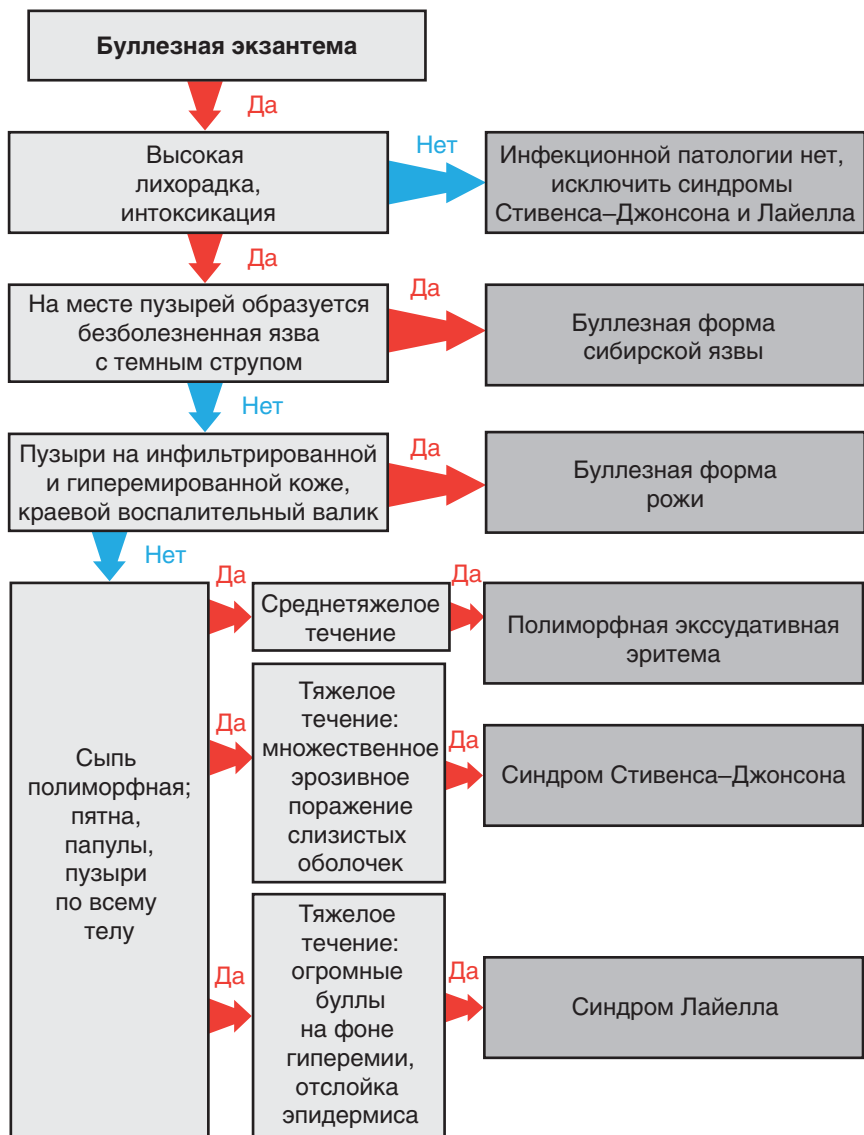 Буллезная экзантема
Да
Высокая
лихорадка,
интоксикация
Нет
Инфекционной патологии нет,
исключить синдромы
Стивенса–Джонсона и Лайелла
Да
На месте пузырей образуется
безболезненная язва
с темным струпом
Да
Буллезная форма
сибирской язвы
Нет
Пузыри на инфильтрированной
и гиперемированной коже,
краевой воспалительный валик
Да
Буллезная форма
рожи
Нет
Сыпь
полиморфная;
пятна,
папулы,
пузыри
по всему
телу
Да
Среднетяжелое
течение
Да
Полиморфная экссудативная
эритема
Да
Тяжелое
течение:
множественное
эрозивное
поражение
слизистых
оболочек
Да
Синдром Стивенса–Джонсона
Да
Тяжелое
течение:
огромные
буллы
на фоне
гиперемии,
отслойка
эпидермиса
Да
Синдром Лайелла